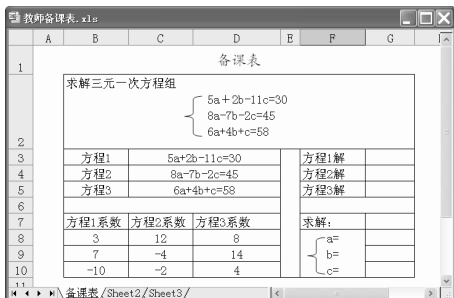 教师备课表.xls
A B C D E F G
1 备课表
2 求解三元一次方程组
5a+2b-11c=30
8a-7b-2c=45
6a+4b+c=58
3 方程1 5a+2b-11c=30 方程1解
4 方程2 8a-7b-2c=45 方程2解
5 方程3 6a+4b+c=58 方程3解
6
7 方程1系数 方程2系数 方程3系数 求解:
8 3 12 8 a=
9 7 -4 14 b=
10 -10 -2 4 c=
11
备课表/Sheet2/Sheet3/